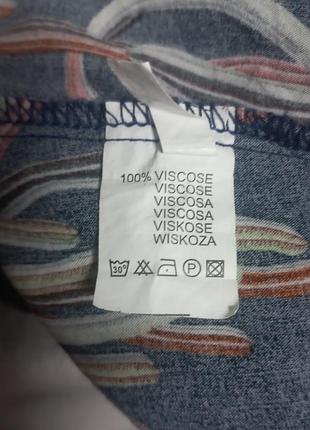 100% VISCOSE
VISCOSE
VISCOSA
VISCOSA
VISKOSE
WISKOZA
30° P